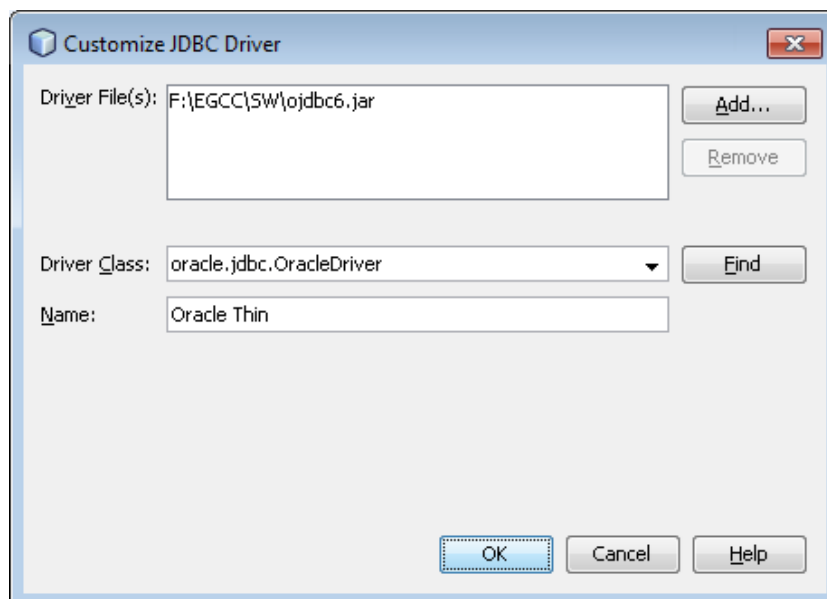 Customize JDBC Driver
Driver File(s):
F:\EGCC\SW\ojdbc6.jar
Add...
Remove
Driver Class:
oracle.jdbc.OracleDriver
Find
Name:
Oracle Thin
OK
Cancel
Help